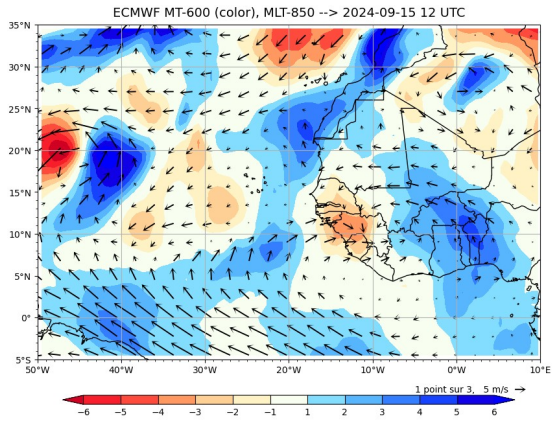 ECMWF MT-600 (color), MLT-850 --> 2024-09-15 12 UTC
35°N
30°N
25°N
20°N
15°N
10°N
5°N
0°
5°S
50°W 40°W 30°W 20°W 10°W 0°W 10°E
1 point sur 3, 5 m/s
−6 −5 −4 −3 −2 1 2 3 4 5 6